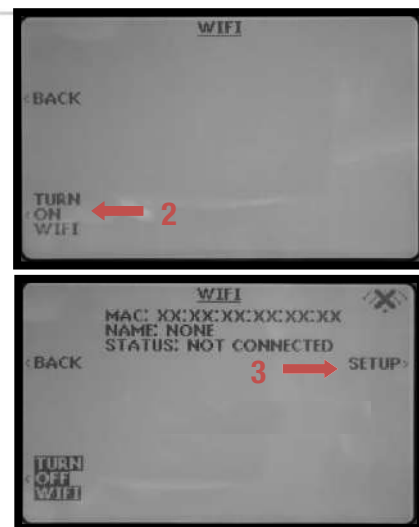 WIFI
<BACK
TURN
<ON
WIFI
2
WIFI
MAC: XX:XX:XX:XX:XX:XX
NAME: NONE
STATUS: NOT CONNECTED
<BACK
3
SETUP>
TURN
<OFF
WIFI